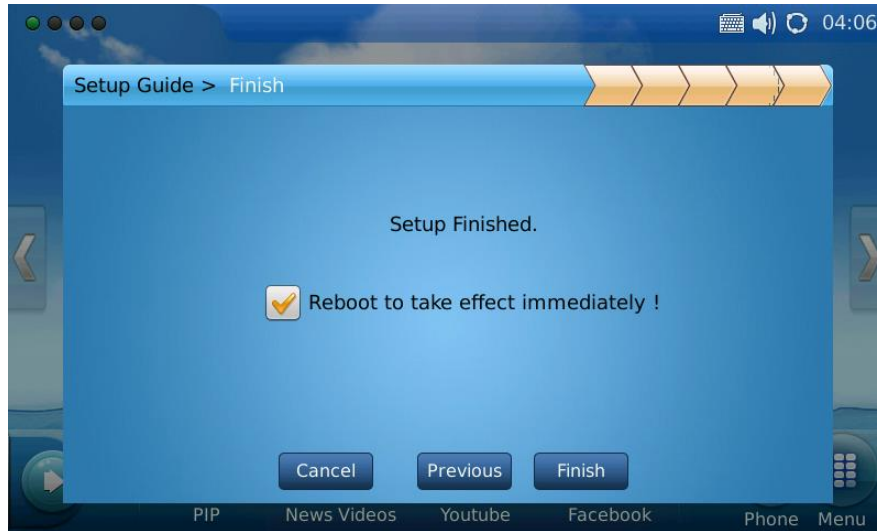 04:06
Setup Guide > Finish
Setup Finished.
Reboot to take effect immediately !
Cancel Previous Finish
PIP News Videos Youtube Facebook Phone Menu